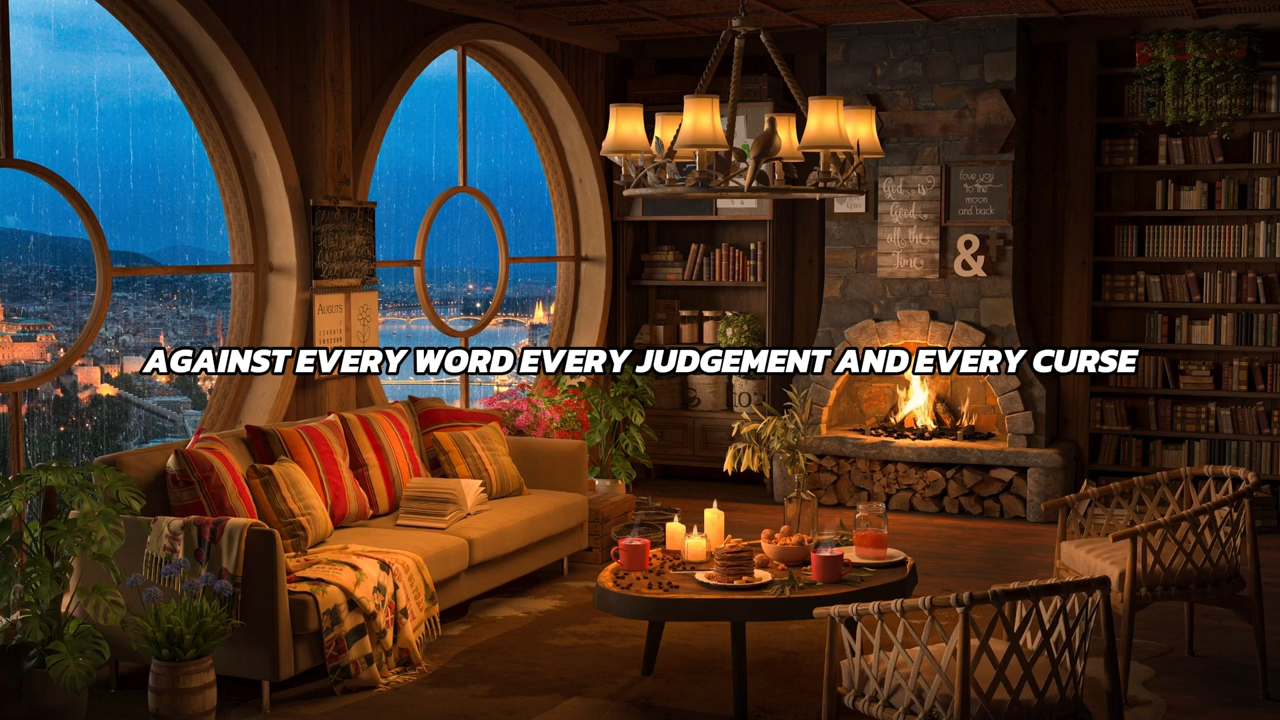 God is
Good
all the
Time
love you
to the
moon
and back
&
AUGUTS
AGAINST EVERY WORD EVERY JUDGEMENT AND EVERY CURSE